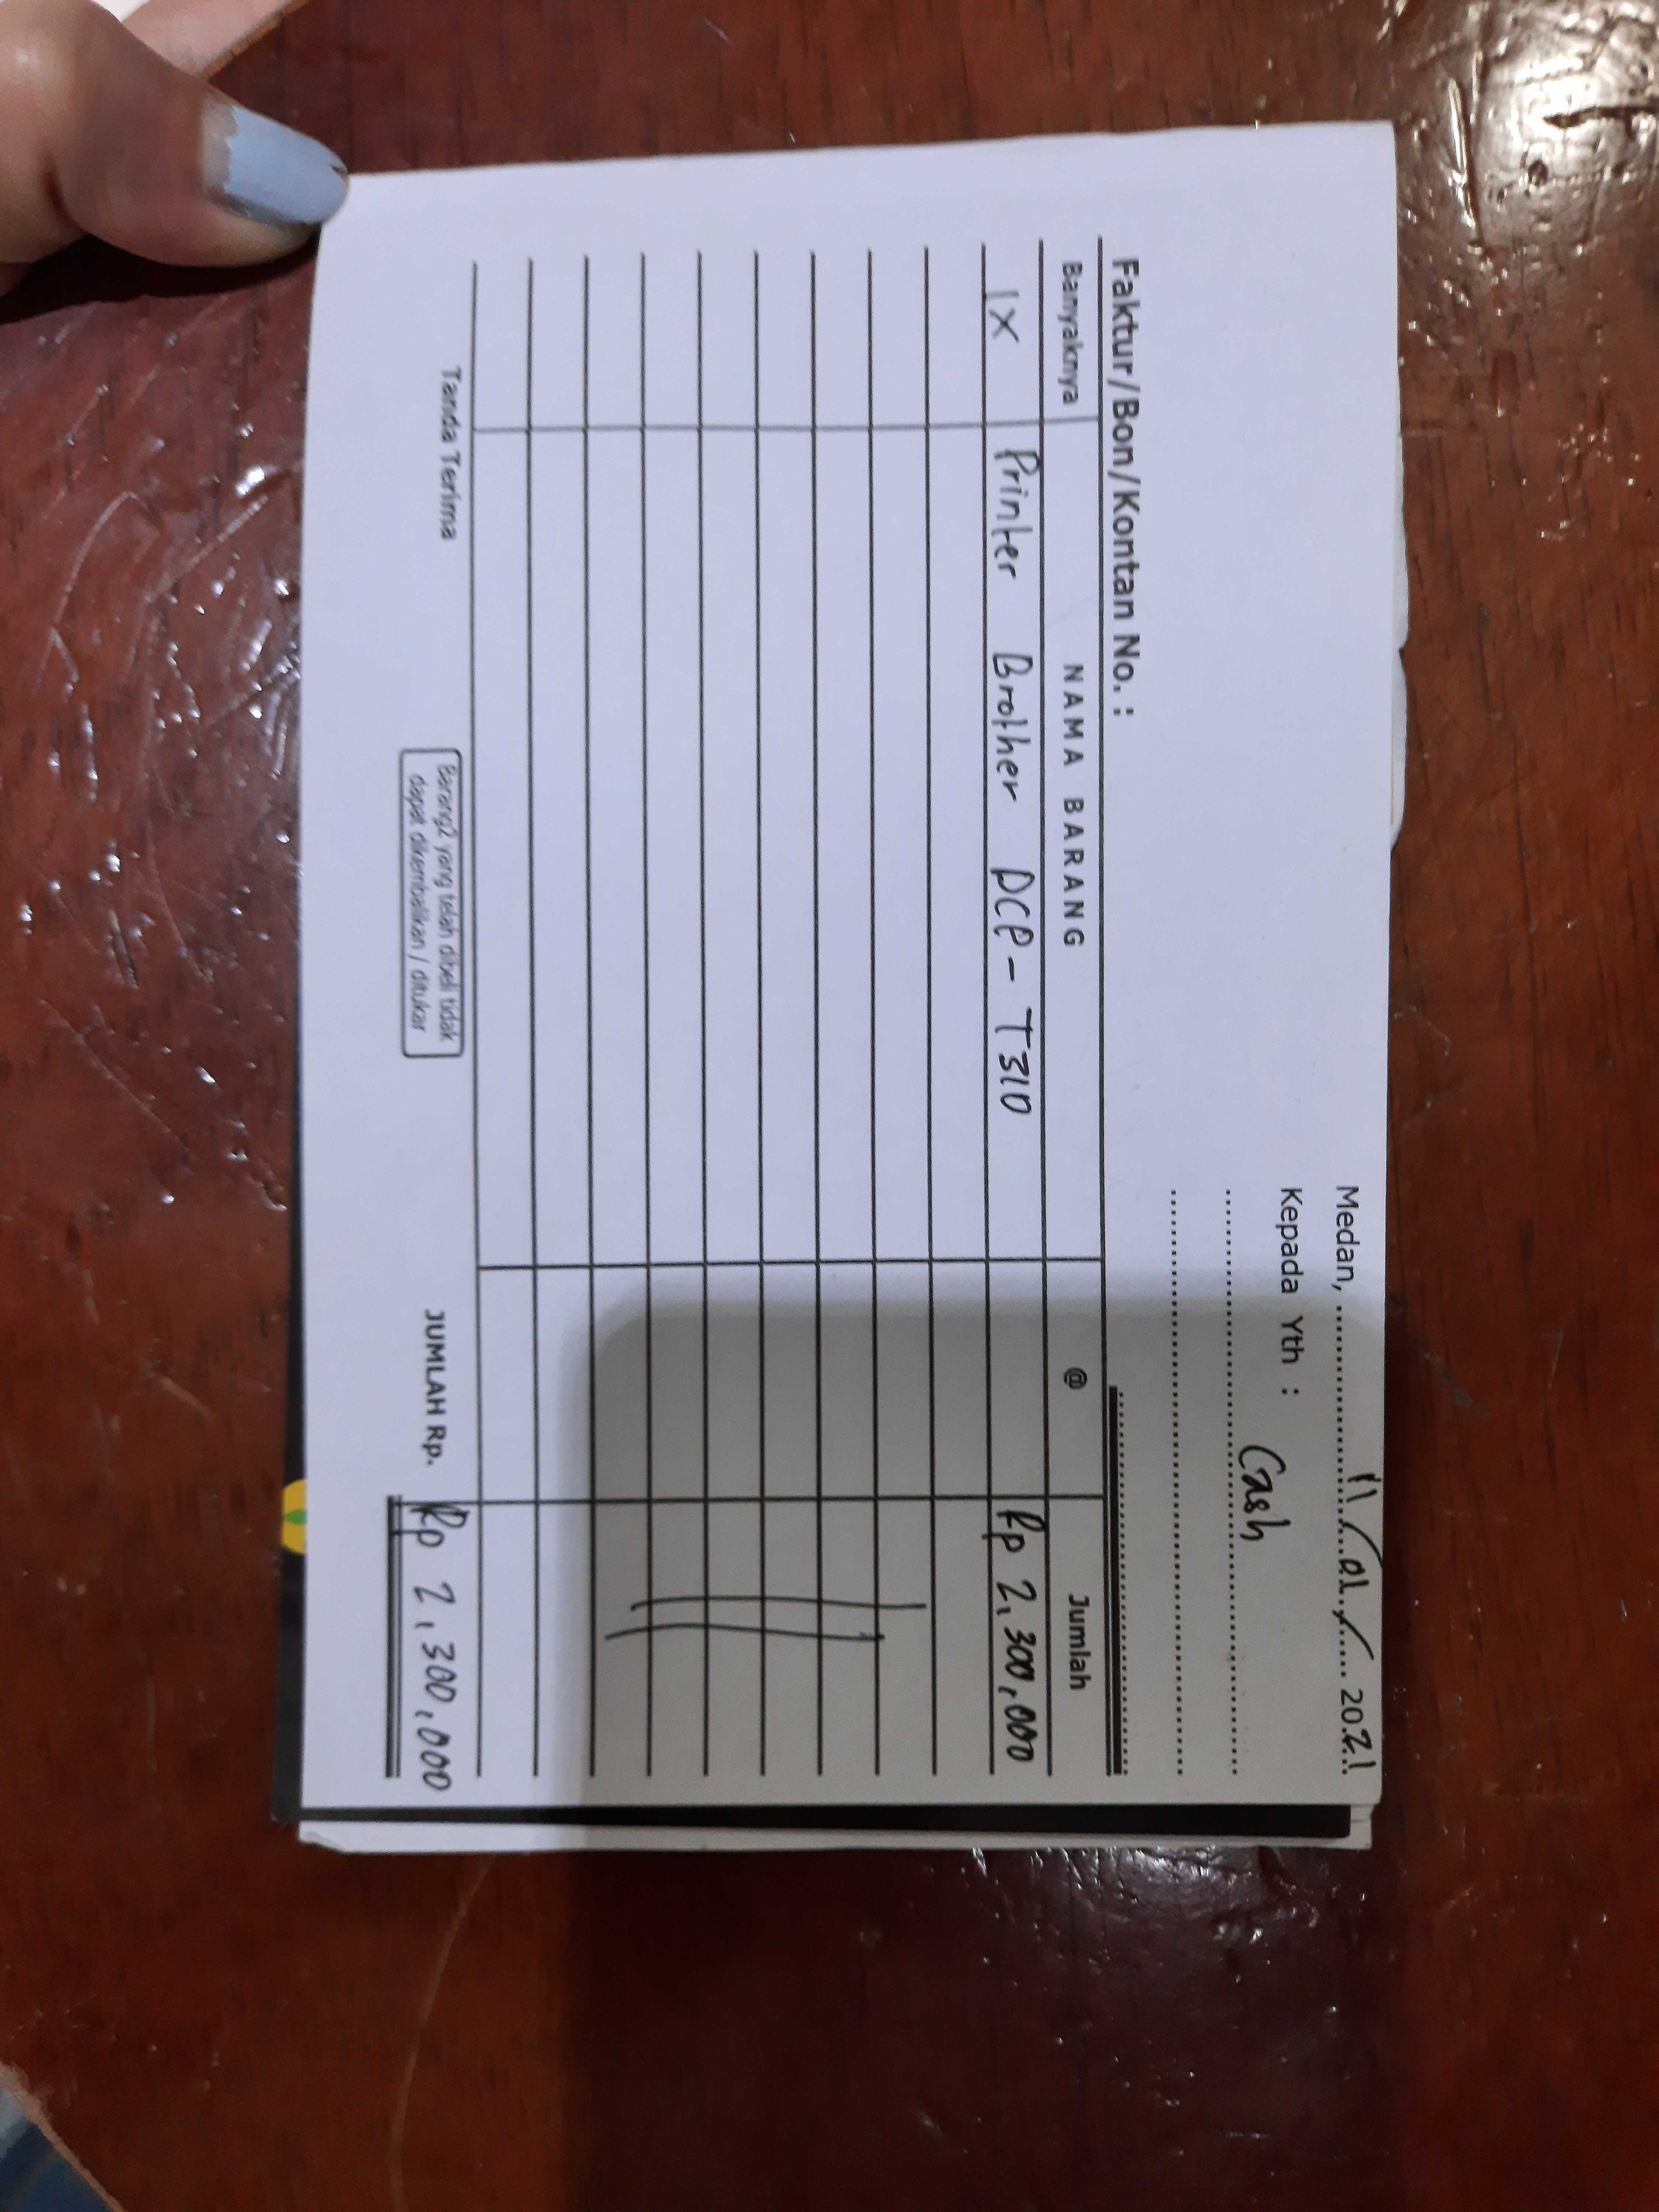 Medan, 11/01/2021
Kepada Yth :
Cash
Faktur/Bon/Kontan No. :
Banyaknya NAMA BARANG @ Jumlah
1x Printer Brother DCP-T310 Rp 2,300,000
Tanda Terima JUMLAH Rp. Rp 2,300,000
Barang2 yang telah dibeli tidak
dapat dikembalikan / ditukar